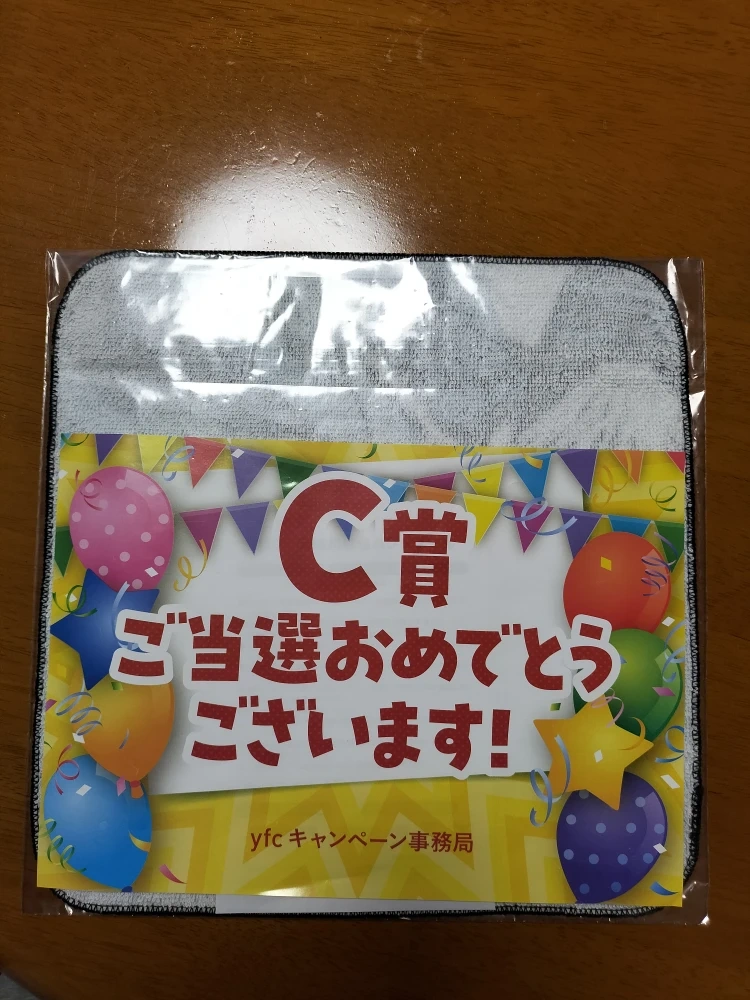 C賞
ご当選おめでとう
ございます!
yfc キャンペーン事務局